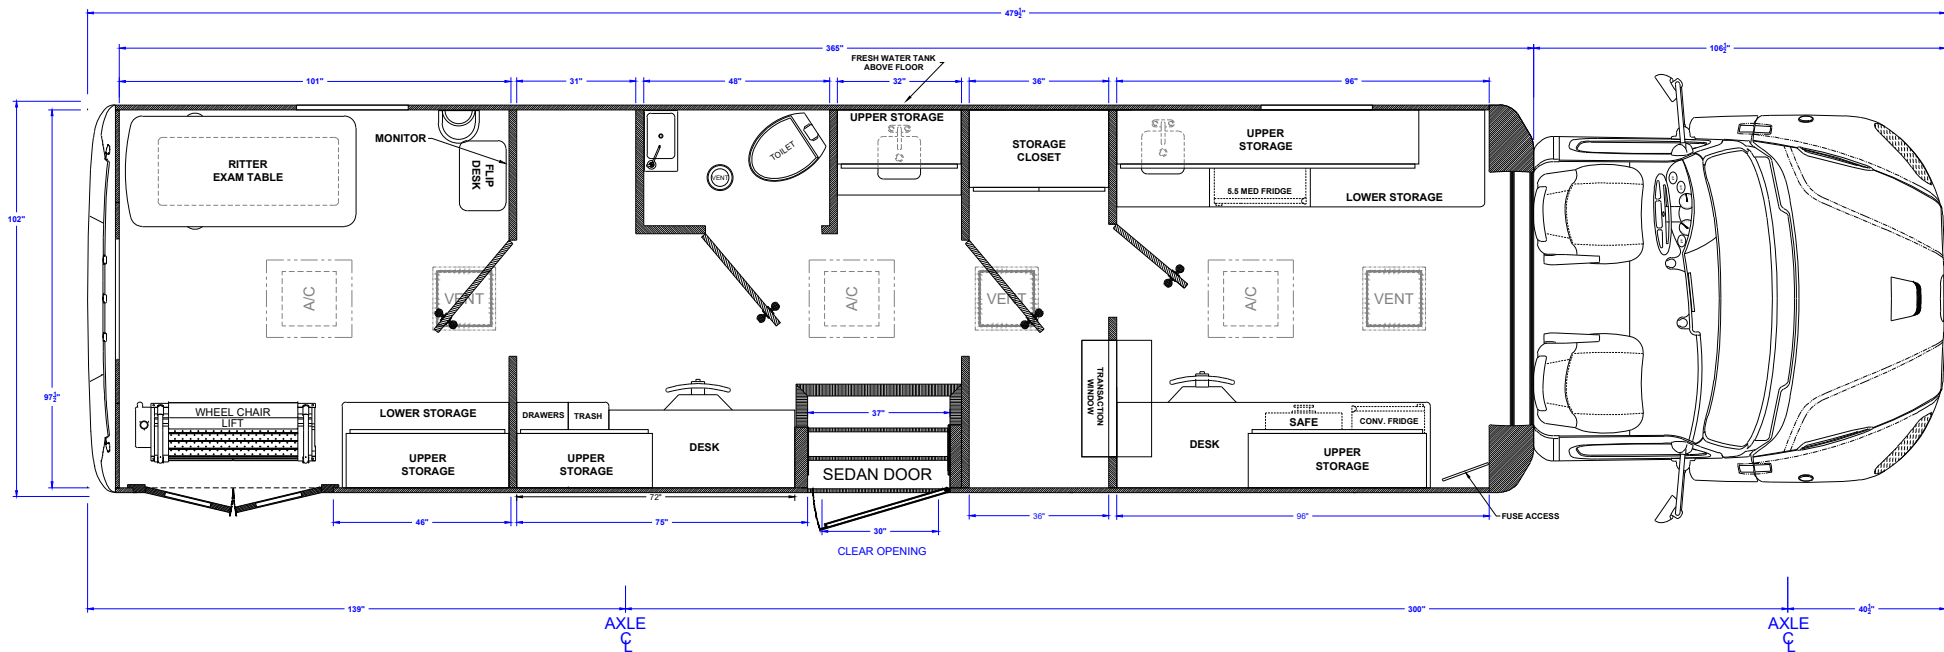 479½"
365"
106½"
FRESH WATER TANK
ABOVE FLOOR
101"
31"
48"
32"
36"
96"
102"
97½"
MONITOR
RITTER
EXAM TABLE
FLIP
DESK
TOILET
VENT
UPPER STORAGE
STORAGE
CLOSET
UPPER
STORAGE
5.5 MED FRIDGE
LOWER STORAGE
A/C
VENT
A/C
VENT
A/C
VENT
WHEEL CHAIR
LIFT
LOWER STORAGE
UPPER
STORAGE
DRAWERS
TRASH
UPPER
STORAGE
DESK
37"
SEDAN DOOR
TRANSACTION
WINDOW
DESK
SAFE
CONV. FRIDGE
UPPER
STORAGE
FUSE ACCESS
72"
46"
75"
30"
36"
96"
CLEAR OPENING
139"
300"
40½"
AXLE
CL
AXLE
CL